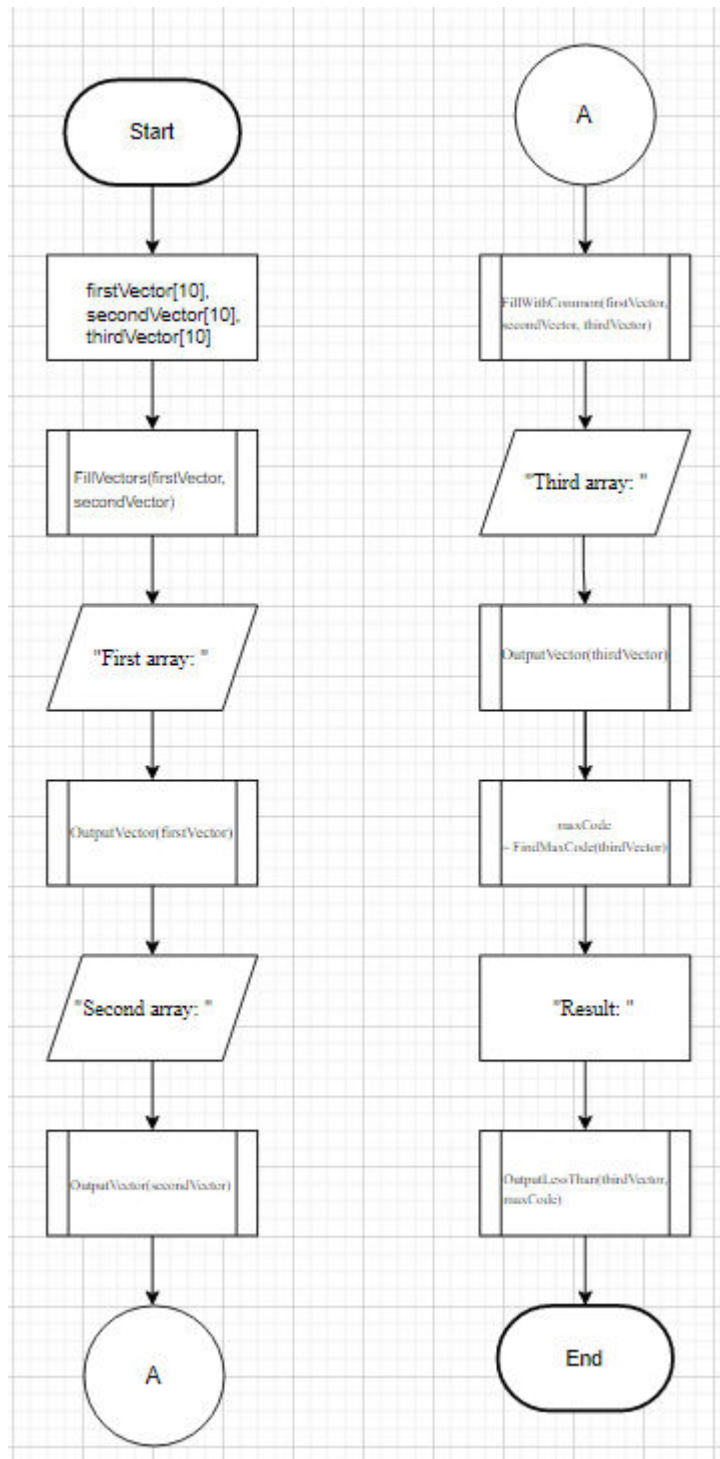 Start
firstVector[10],
secondVector[10],
thirdVector[10]
FillVectors(firstVector,
secondVector)
"First array: "
OutputVector(firstVector)
"Second array: "
OutputVector(secondVector)
A
A
FillWithCommon(firstVector,
secondVector, thirdVector)
"Third array: "
OutputVector(thirdVector)
maxCode
= FindMaxCode(thirdVector)
"Result: "
OutputLessThan(thirdVector,
maxCode)
End